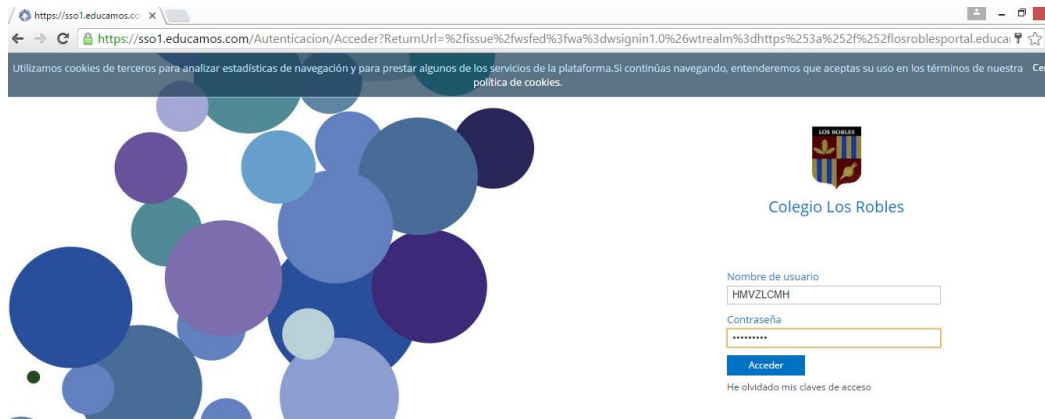 https://sso1.educamos.co
https://sso1.educamos.com/Autenticacion/Acceder?ReturnUrl=%2fissue%2fwsfed%3fwa%3dwsignin1.0%26wtrealm%3dhttps%253a%252f%252flosroblesportal.educa
Utilizamos cookies de terceros para analizar estadísticas de navegación y para prestar algunos de los servicios de la plataforma.Si continúas navegando, entenderemos que aceptas su uso en los términos de nuestra Ce
política de cookies.
LOS ROBLES
Colegio Los Robles
Nombre de usuario
HMVZLCMH
Contraseña
•••••••••
Acceder
He olvidado mis claves de acceso